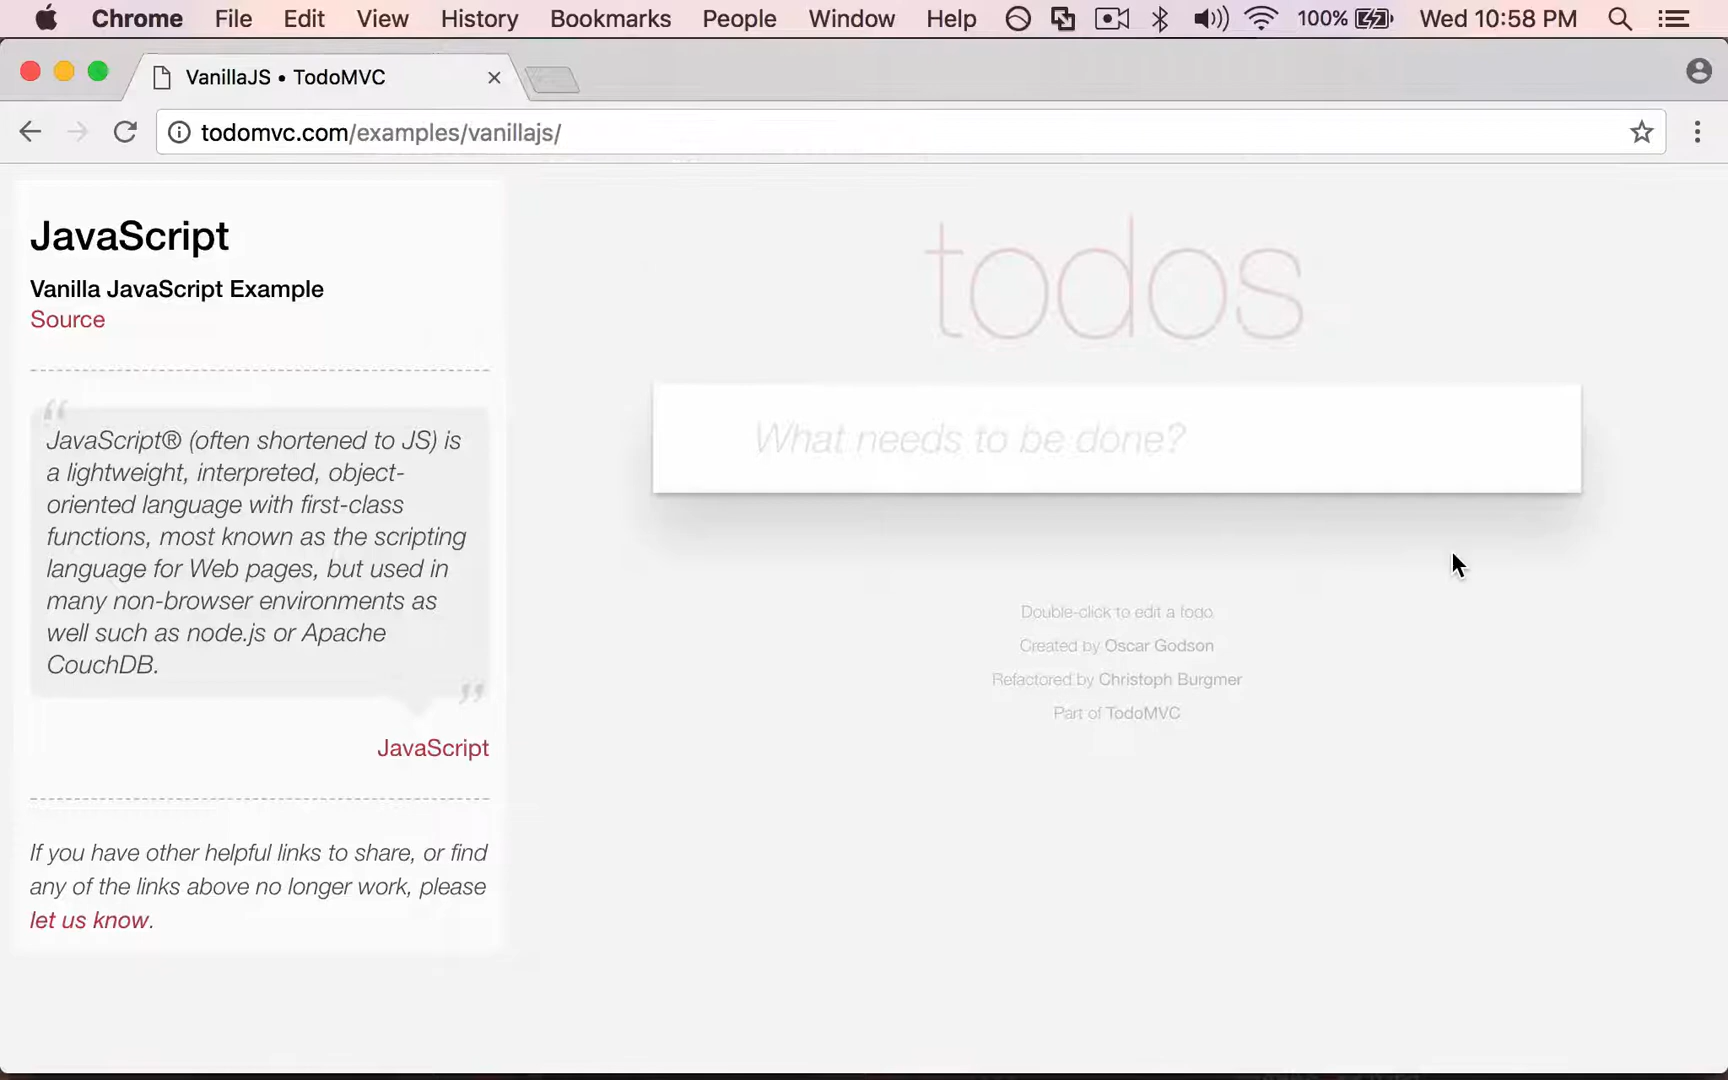 Chrome File Edit View History Bookmarks People Window Help 100% Wed 10:58 PM
VanillaJS • TodoMVC
todomvc.com/examples/vanillajs/
JavaScript
Vanilla JavaScript Example
Source
“
JavaScript® (often shortened to JS) is
a lightweight, interpreted, object-
oriented language with first-class
functions, most known as the scripting
language for Web pages, but used in
many non-browser environments as
well such as node.js or Apache
CouchDB.
”
JavaScript
If you have other helpful links to share, or find
any of the links above no longer work, please
let us know.
todos
What needs to be done?
Double-click to edit a todo
Created by Oscar Godson
Refactored by Christoph Burgmer
Part of TodoMVC